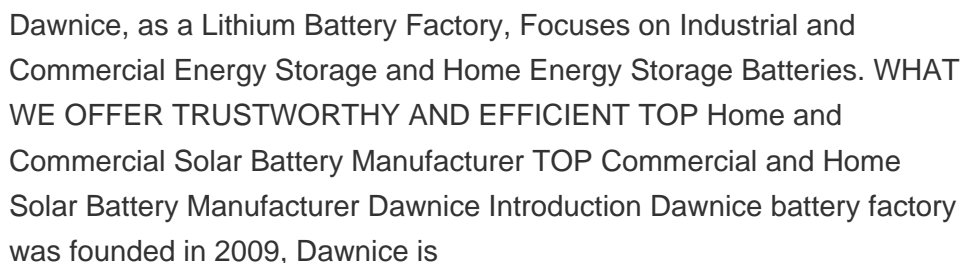 Dawnice, as a Lithium Battery Factory, Focuses on Industrial and
Commercial Energy Storage and Home Energy Storage Batteries. WHAT
WE OFFER TRUSTWORTHY AND EFFICIENT TOP Home and
Commercial Solar Battery Manufacturer TOP Commercial and Home
Solar Battery Manufacturer Dawnice Introduction Dawnice battery factory
was founded in 2009, Dawnice is